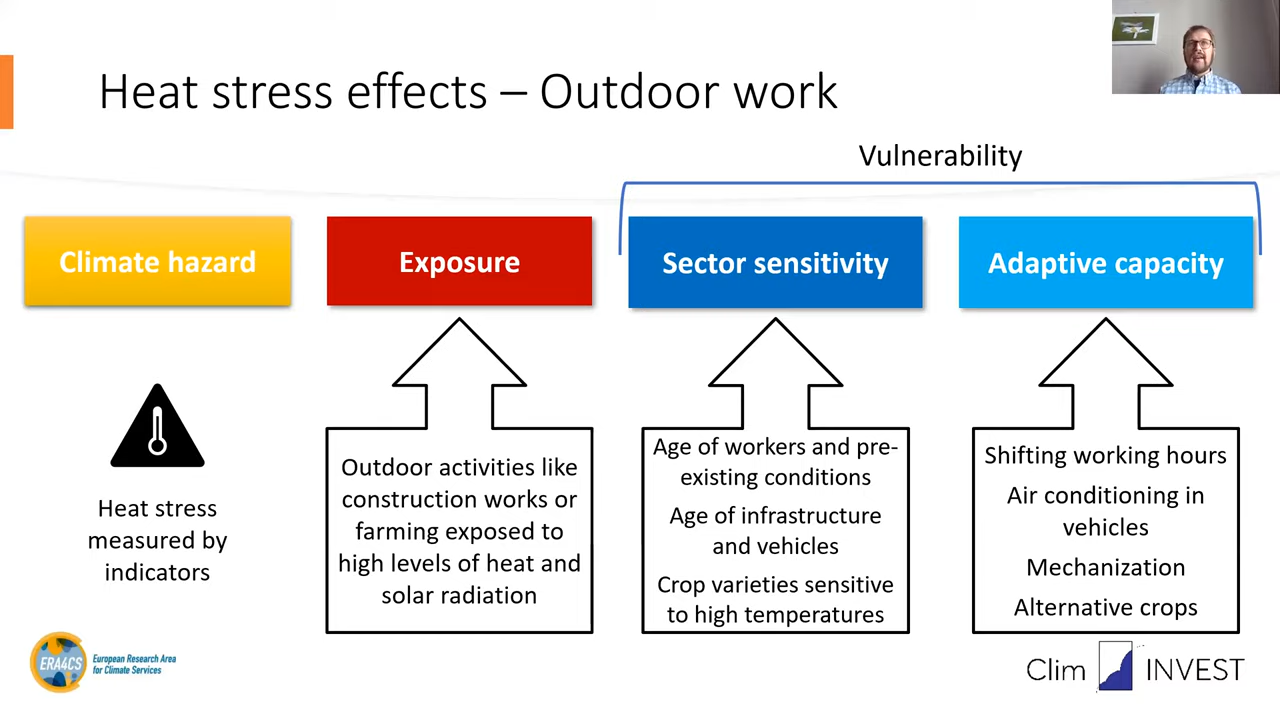 Heat stress effects – Outdoor work
Vulnerability
Climate hazard
Exposure
Sector sensitivity
Adaptive capacity
Heat stress
measured by
indicators
Outdoor activities like
construction works or
farming exposed to
high levels of heat and
solar radiation
Age of workers and pre-
existing conditions
Age of infrastructure
and vehicles
Crop varieties sensitive
to high temperatures
Shifting working hours
Air conditioning in
vehicles
Mechanization
Alternative crops
ERA4CS
European Research Area
for Climate Services
Clim INVEST